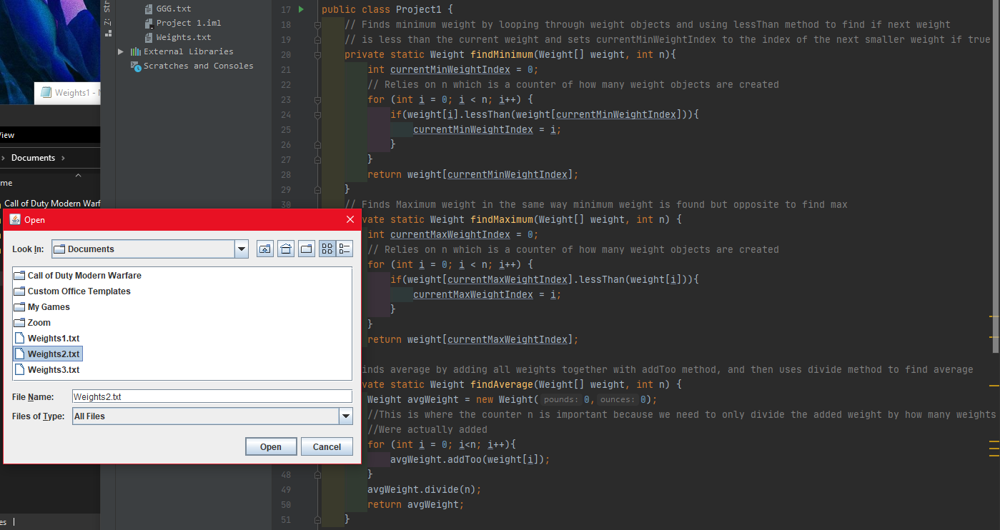 GGG.txt
Project 1.iml
Weights.txt
External Libraries
Scratches and Consoles
Z: Str
Weights1 -
View
Documents
Call of Duty Modern Warf
17 public class Project1 {
18 // Finds minimum weight by looping through weight objects and using lessThan method to find if next weight
19 // is less than the current weight and sets currentMinWeightIndex to the index of the next smaller weight if true
20 private static Weight findMinimum(Weight[] weight, int n){
21 int currentMinWeightIndex = 0;
22 // Relies on n which is a counter of how many weight objects are created
23 for (int i = 0; i < n; i++) {
24 if(weight[i].lessThan(weight[currentMinWeightIndex])){
25 currentMinWeightIndex = i;
26 }
27 }
28 return weight[currentMinWeightIndex];
29 }
30 // Finds Maximum weight in the same way minimum weight is found but opposite to find max
vate static Weight findMaximum(Weight[] weight, int n) {
int currentMaxWeightIndex = 0;
// Relies on n which is a counter of how many weight objects are created
for (int i = 0; i < n; i++) {
if(weight[currentMaxWeightIndex].lessThan(weight[i])){
currentMaxWeightIndex = i;
}
}
return weight[currentMaxWeightIndex];
inds average by adding all weights together with addToo method, and then uses divide method to find average
vate static Weight findAverage(Weight[] weight, int n) {
Weight avgWeight = new Weight( pounds: 0, ounces: 0);
//This is where the counter n is important because we need to only divide the added weight by how many weights
//Were actually added
for (int i = 0; i<n; i++){
avgWeight.addToo(weight[i]);
48 }
49 avgWeight.divide(n);
50 return avgWeight;
51 }
Open
Look In: Documents
Call of Duty Modern Warfare
Custom Office Templates
My Games
Zoom
Weights1.txt
Weights2.txt
Weights3.txt
File Name: Weights2.txt
Files of Type: All Files
Open Cancel